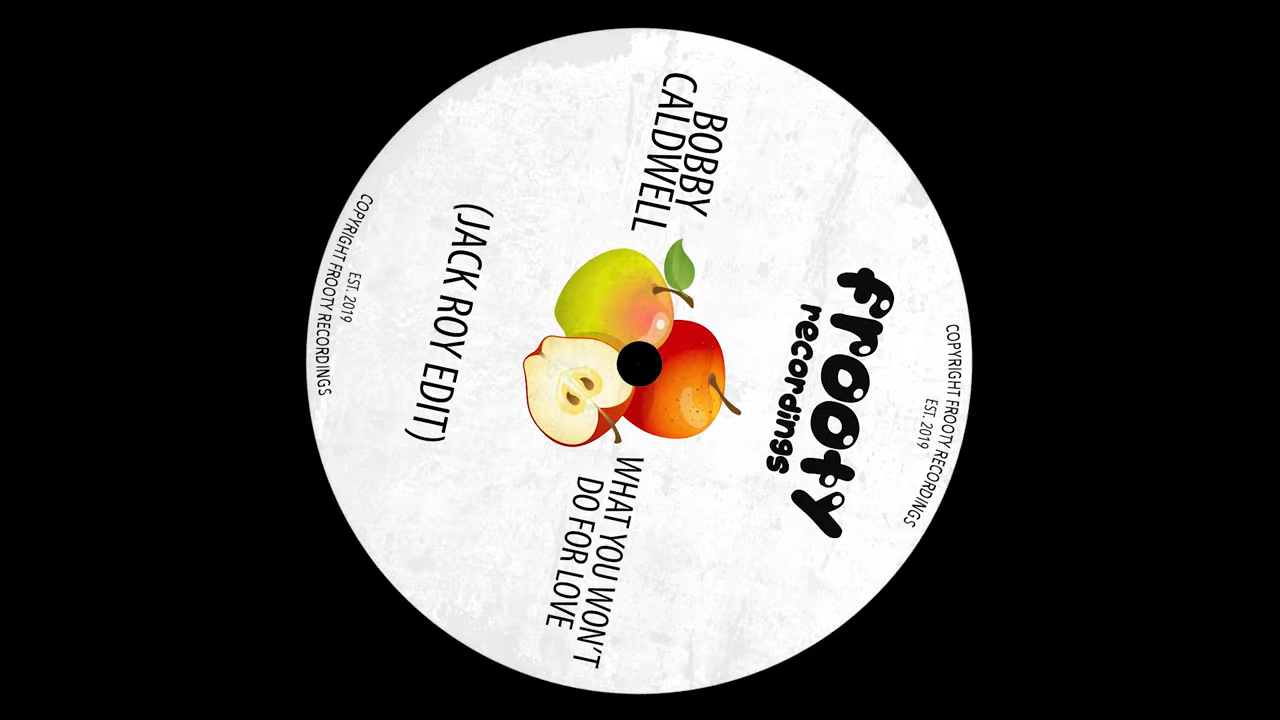 frooty
recordings
BOBBY
CALDWELL
WHAT YOU WON'T
DO FOR LOVE
(JACK ROY EDIT)
COPYRIGHT FROOTY RECORDINGS
EST. 2019
COPYRIGHT FROOTY RECORDINGS
EST. 2019